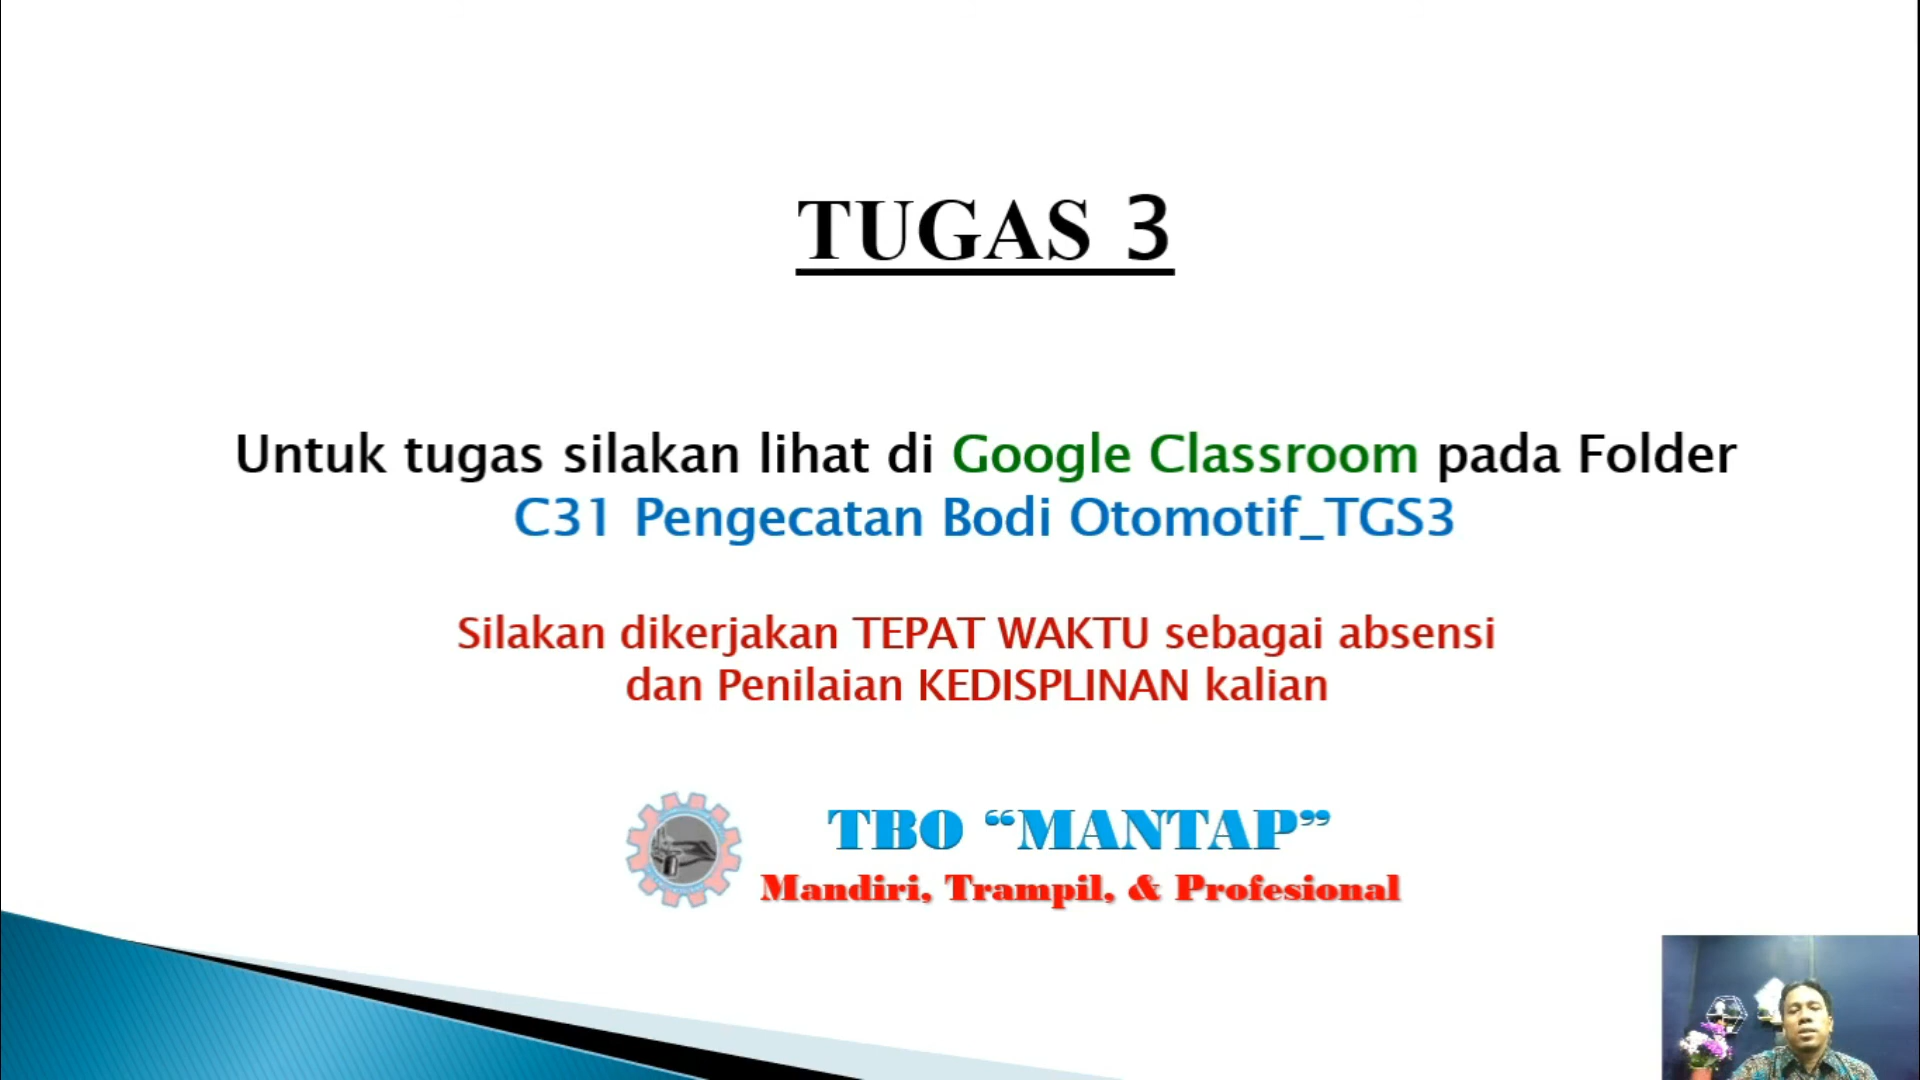 TUGAS 3
Untuk tugas silakan lihat di Google Classroom pada Folder
C31 Pengecatan Bodi Otomotif_TGS3
Silakan dikerjakan TEPAT WAKTU sebagai absensi
dan Penilaian KEDISPLINAN kalian
TBO “MANTAP”
Mandiri, Trampil, & Profesional